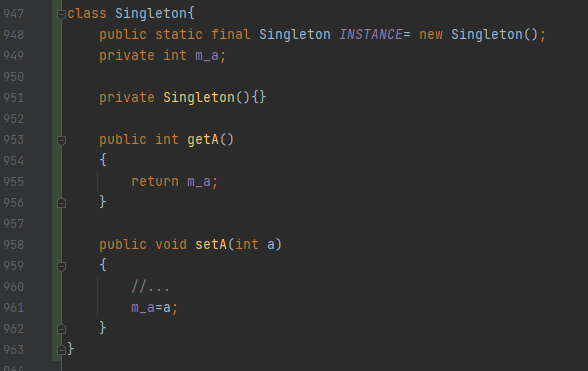 947 class Singleton{
948 public static final Singleton INSTANCE= new Singleton();
949 private int m_a;
950
951 private Singleton(){}
952
953 public int getA()
954 {
955 return m_a;
956 }
957
958 public void setA(int a)
959 {
960 //...
961 m_a=a;
962 }
963 }
964